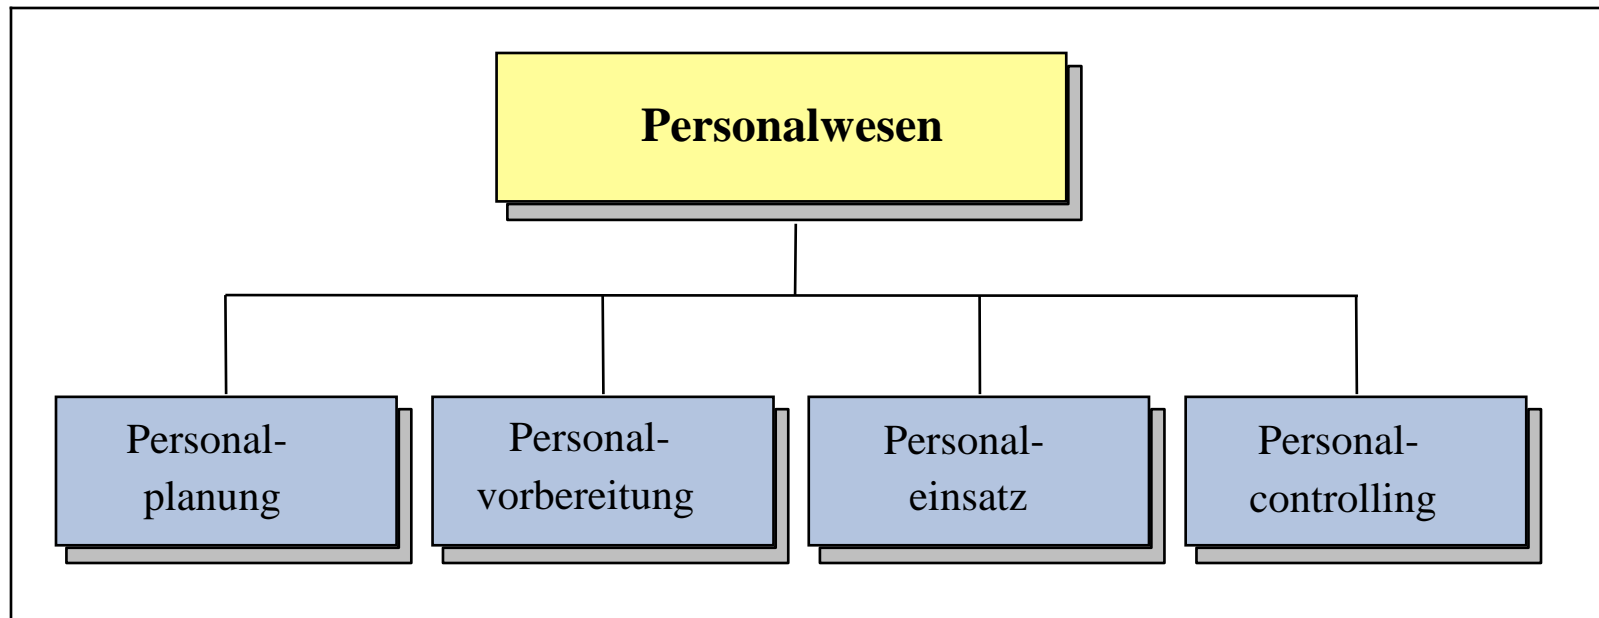 Personalwesen
Personal-
planung
Personal-
vorbereitung
Personal-
einsatz
Personal-
controlling